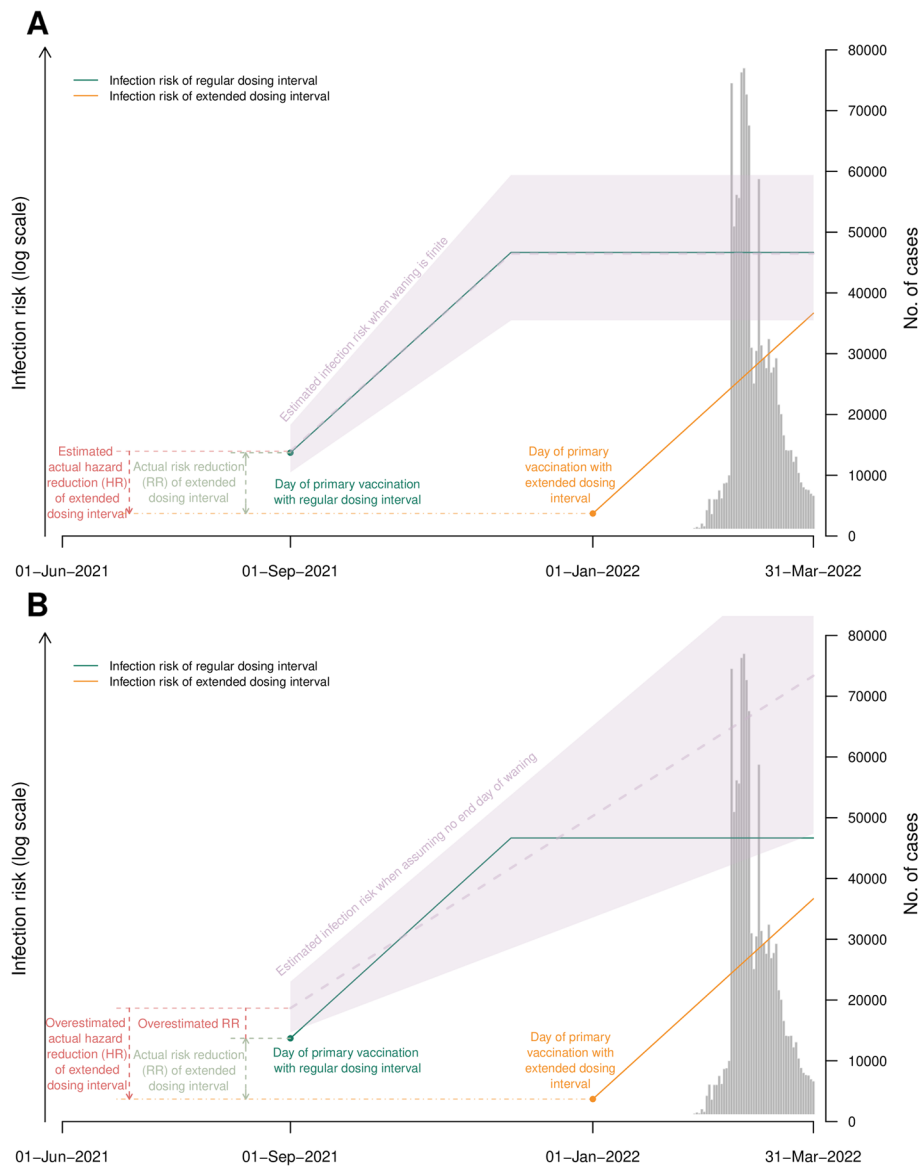 A
Infection risk of regular dosing interval
Infection risk of extended dosing interval
Infection risk (log scale)
No. of cases
80000
70000
60000
50000
40000
30000
20000
10000
0
Estimated infection risk when waning is finite
Estimated
actual hazard
reduction (HR)
of extended
dosing interval
Actual risk reduction
(RR) of extended
dosing interval
Day of primary vaccination
with regular dosing interval
Day of primary
vaccination with
extended dosing
interval
01−Jun−2021
01−Sep−2021
01−Jan−2022
31−Mar−2022
B
Infection risk of regular dosing interval
Infection risk of extended dosing interval
Infection risk (log scale)
No. of cases
80000
70000
60000
50000
40000
30000
20000
10000
0
Estimated infection risk when assuming no end day of waning
Overestimated
actual hazard
reduction (HR)
of extended
dosing interval
Overestimated RR
Actual risk reduction
(RR) of extended
dosing interval
Day of primary vaccination
with regular dosing interval
Day of primary
vaccination with
extended dosing
interval
01−Jun−2021
01−Sep−2021
01−Jan−2022
31−Mar−2022